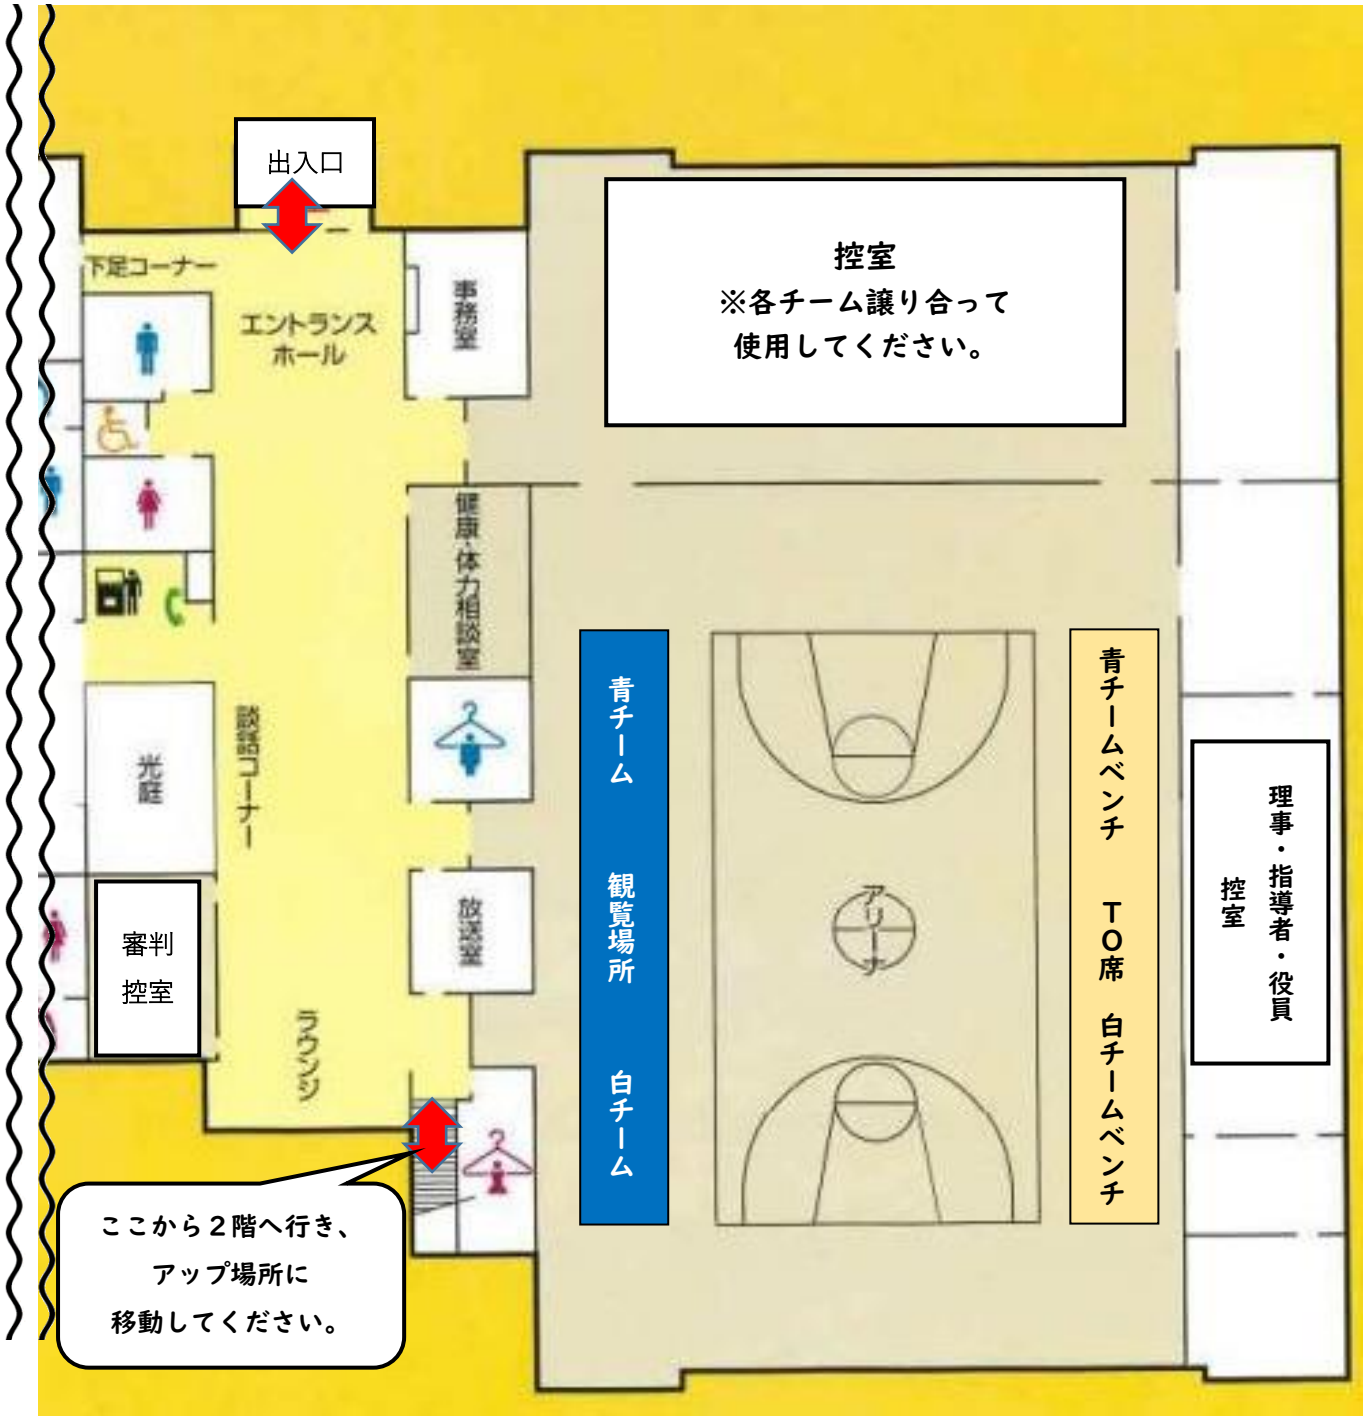 出入口
下足コーナー
エントランス
ホール
事務室
控室
※各チーム譲り合って
使用してください。
健康・体力相談室
談話コーナー
光庭
審判
控室
放送室
ラウンジ
青チーム　観覧場所　白チーム
アリーナ
青チームベンチ　TO席　白チームベンチ
理事・指導者・役員
控室
ここから２階へ行き、
アップ場所に
移動してください。